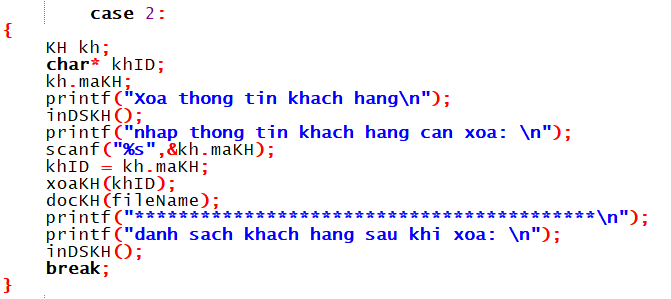 case 2:
{
KH kh;
char* khID;
kh.maKH;
printf("Xoa thong tin khach hang\n");
inDSKH();
printf("nhap thong tin khach hang can xoa: \n");
scanf("%s",&kh.maKH);
khID = kh.maKH;
xoaKH(khID);
docKH(fileName);
printf("******************************************\n");
printf("danh sach khach hang sau khi xoa: \n");
inDSKH();
break;
}